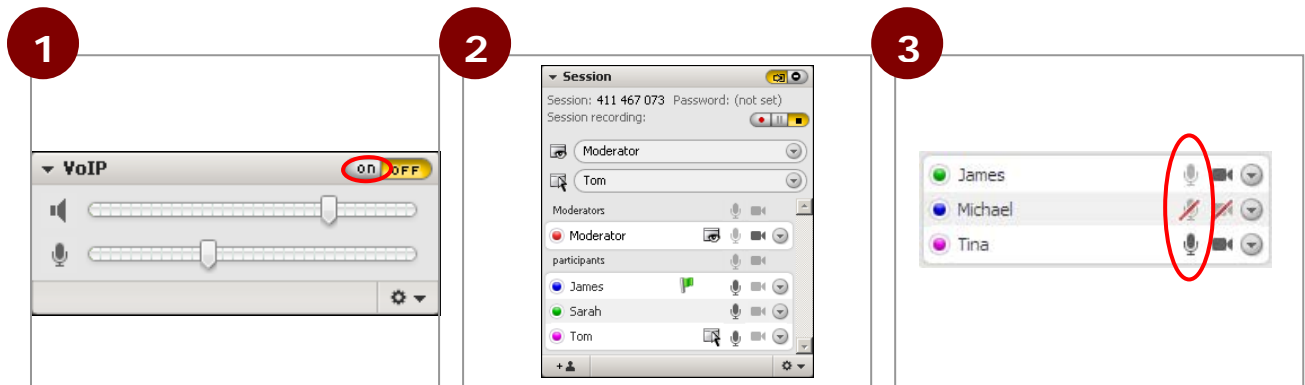 1
VoIP on OFF
2
Session
Session: 411 467 073 Password: (not set)
Session recording:
Moderator
Tom
Moderators
Moderator
participants
James
Sarah
Tom
3
James
Michael
Tina